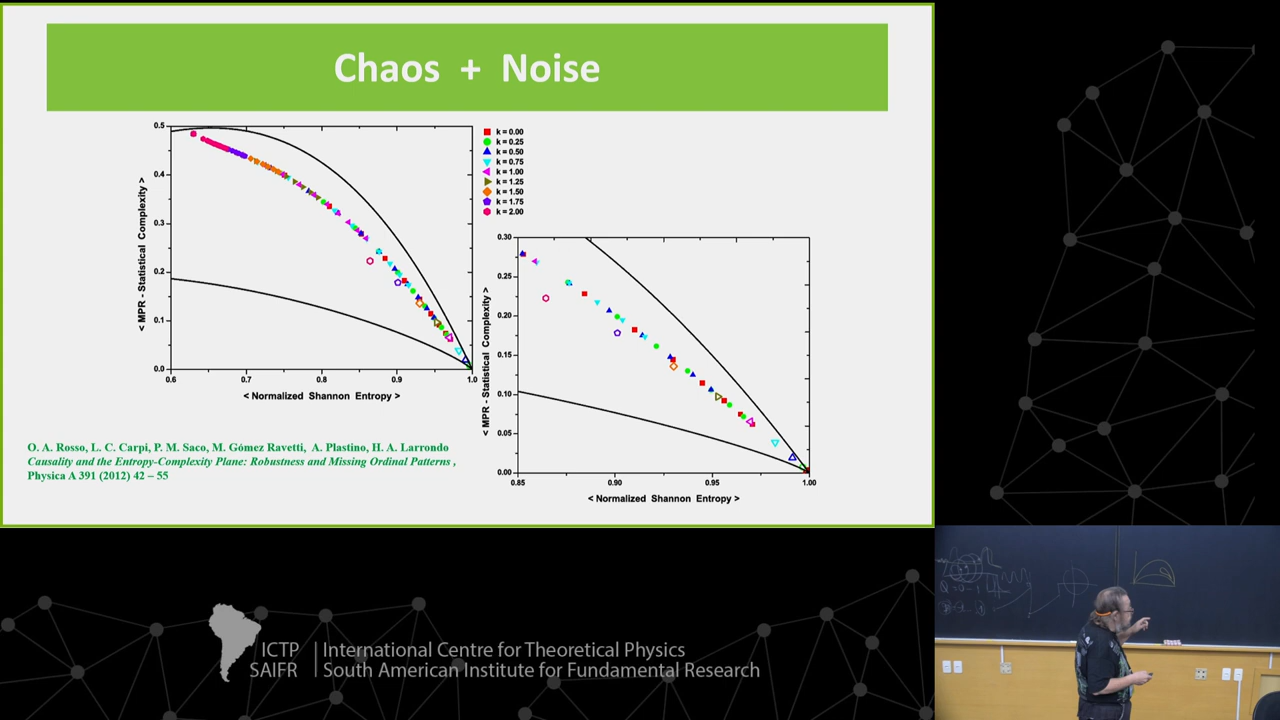 Chaos + Noise
0.5
0.4
0.3
0.2
0.1
0.0
0.6 0.7 0.8 0.9 1.0
< MPR - Statistical Complexity >
< Normalized Shannon Entropy >
k = 0.00
k = 0.25
k = 0.50
k = 0.75
k = 1.00
k = 1.25
k = 1.50
k = 1.75
k = 2.00
0.30
0.25
0.20
0.15
0.10
0.05
0.00
0.85 0.90 0.95 1.00
< MPR - Statistical Complexity >
< Normalized Shannon Entropy >
O. A. Rosso, L. C. Carpi, P. M. Saco, M. Gómez Ravetti, A. Plastino, H. A. Larrondo
Causality and the Entropy-Complexity Plane: Robustness and Missing Ordinal Patterns ,
Physica A 391 (2012) 42 – 55
ICTP International Centre for Theoretical Physics
SAIFR South American Institute for Fundamental Research